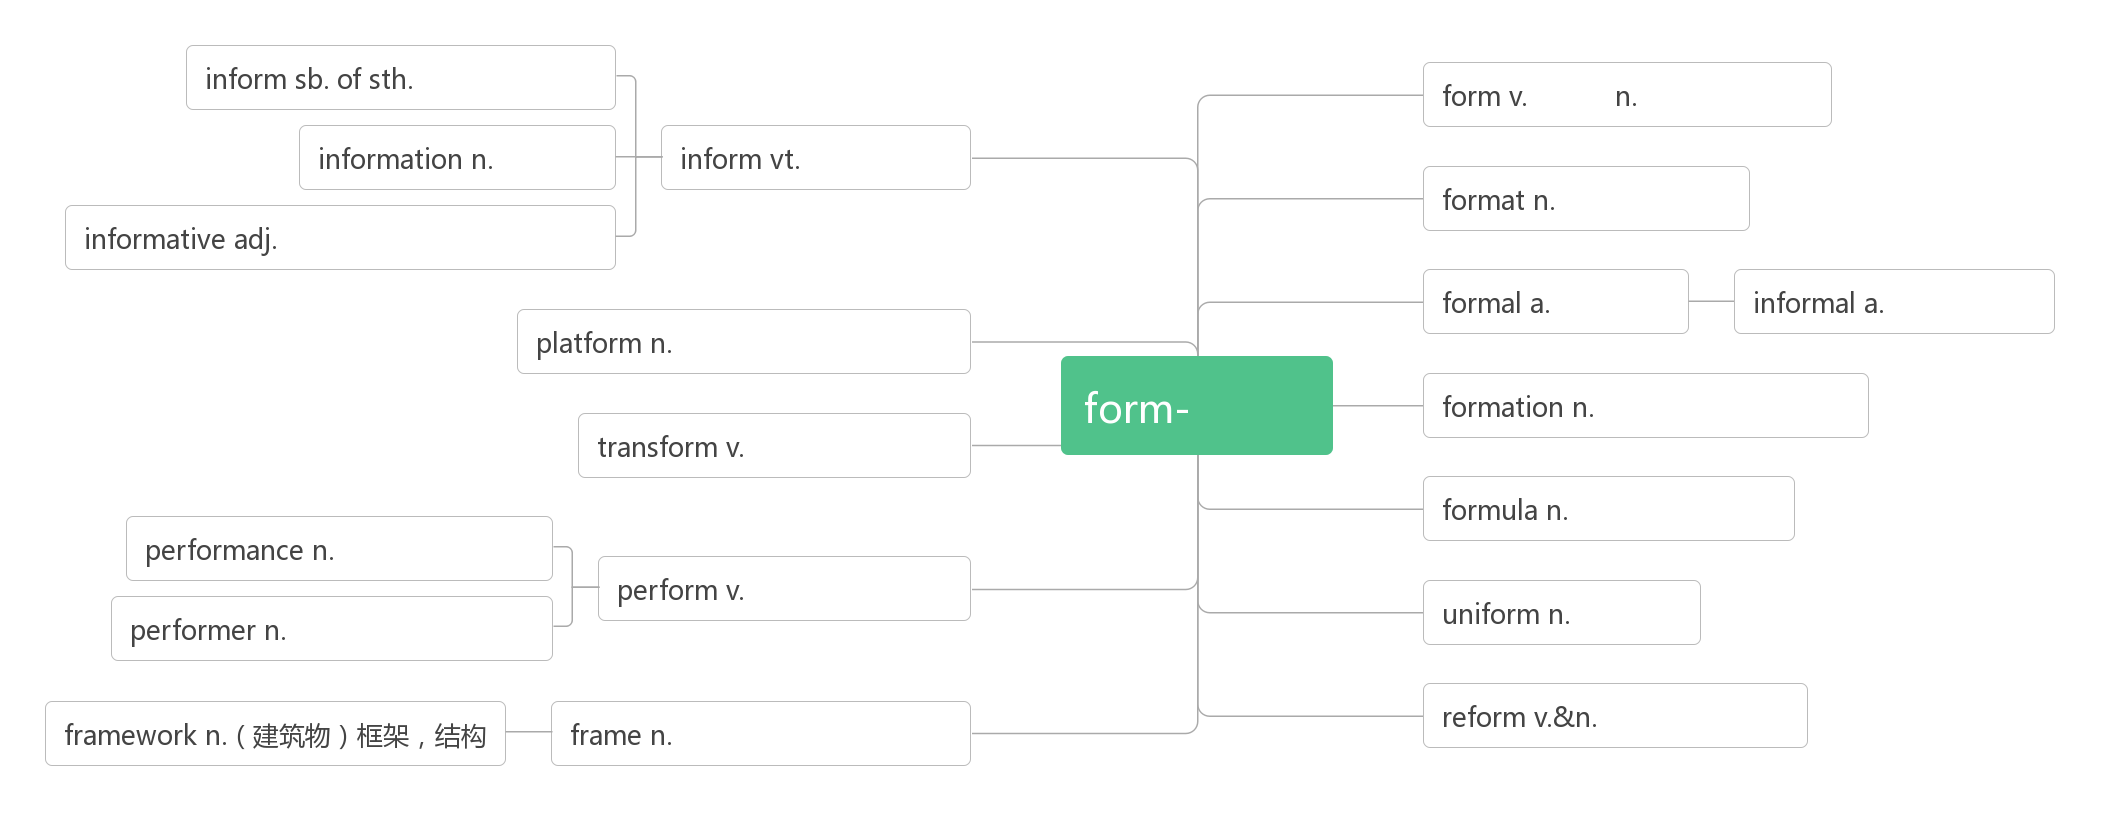 inform sb. of sth.
information n.
informative adj.
inform vt.
platform n.
transform v.
performance n.
performer n.
perform v.
framework n.（建筑物）框架，结构
frame n.
form-
form v. n.
format n.
formal a.
informal a.
formation n.
formula n.
uniform n.
reform v.&n.